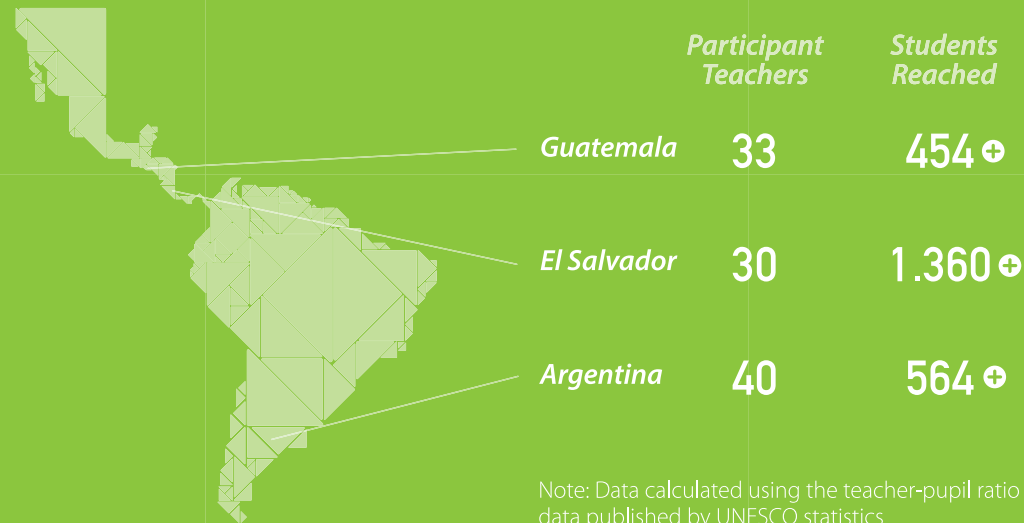 Participant Teachers
Students Reached
Guatemala 33 454 +
El Salvador 30 1.360 +
Argentina 40 564 +
Note: Data calculated using the teacher-pupil ratio
data published by UNESCO statistics